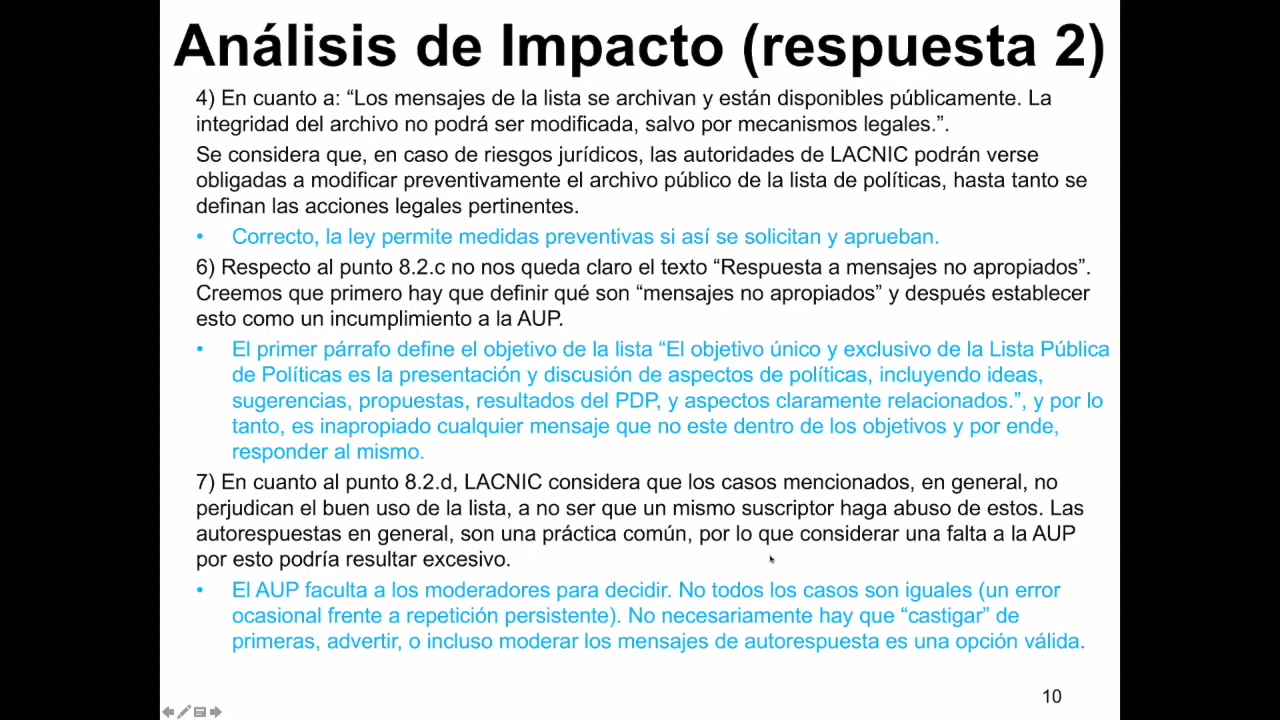 Análisis de Impacto (respuesta 2)
4) En cuanto a: “Los mensajes de la lista se archivan y están disponibles públicamente. La
integridad del archivo no podrá ser modificada, salvo por mecanismos legales.”.
Se considera que, en caso de riesgos jurídicos, las autoridades de LACNIC podrán verse
obligadas a modificar preventivamente el archivo público de la lista de políticas, hasta tanto se
definan las acciones legales pertinentes.
• Correcto, la ley permite medidas preventivas si así se solicitan y aprueban.
6) Respecto al punto 8.2.c no nos queda claro el texto “Respuesta a mensajes no apropiados”.
Creemos que primero hay que definir qué son “mensajes no apropiados” y después establecer
esto como un incumplimiento a la AUP.
• El primer párrafo define el objetivo de la lista “El objetivo único y exclusivo de la Lista Pública
de Políticas es la presentación y discusión de aspectos de políticas, incluyendo ideas,
sugerencias, propuestas, resultados del PDP, y aspectos claramente relacionados.”, y por lo
tanto, es inapropiado cualquier mensaje que no este dentro de los objetivos y por ende,
responder al mismo.
7) En cuanto al punto 8.2.d, LACNIC considera que los casos mencionados, en general, no
perjudican el buen uso de la lista, a no ser que un mismo suscriptor haga abuso de estos. Las
autorespuestas en general, son una práctica común, por lo que considerar una falta a la AUP
por esto podría resultar excesivo.
• El AUP faculta a los moderadores para decidir. No todos los casos son iguales (un error
ocasional frente a repetición persistente). No necesariamente hay que “castigar” de
primeras, advertir, o incluso moderar los mensajes de autorespuesta es una opción válida.
10